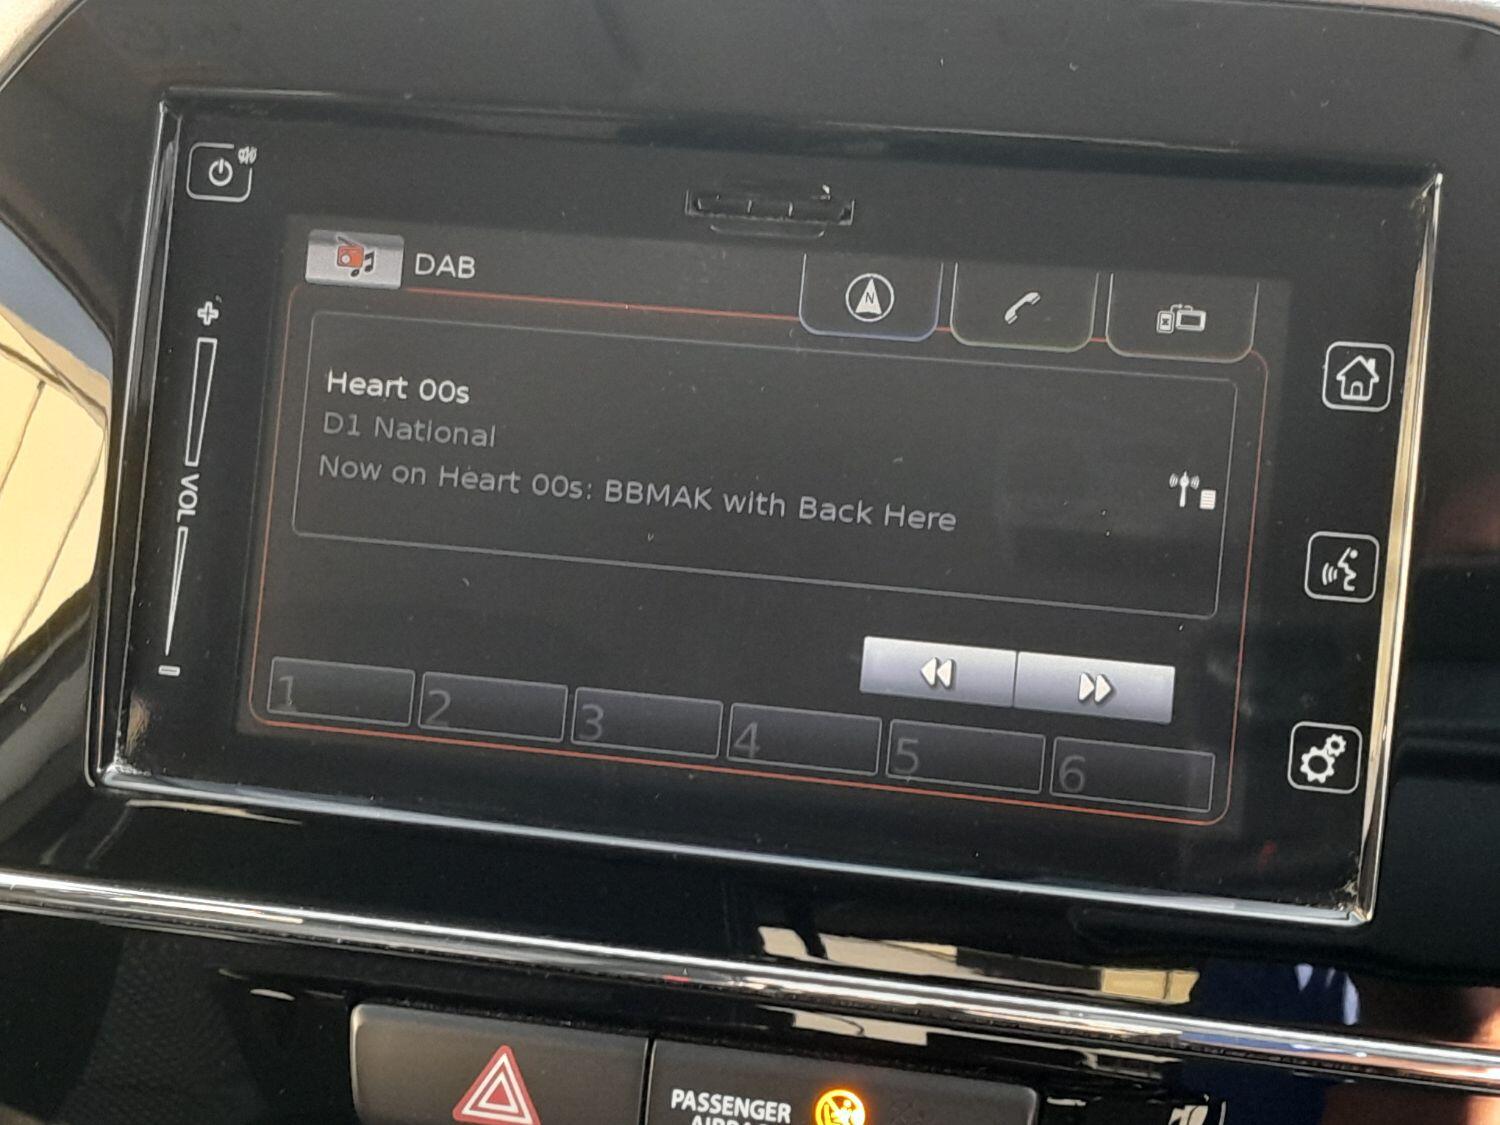 DAB
N
Heart 00s
D1 National
Now on Heart 00s: BBMAK with Back Here
VOL
1 2 3 4 5 6
PASSENGER